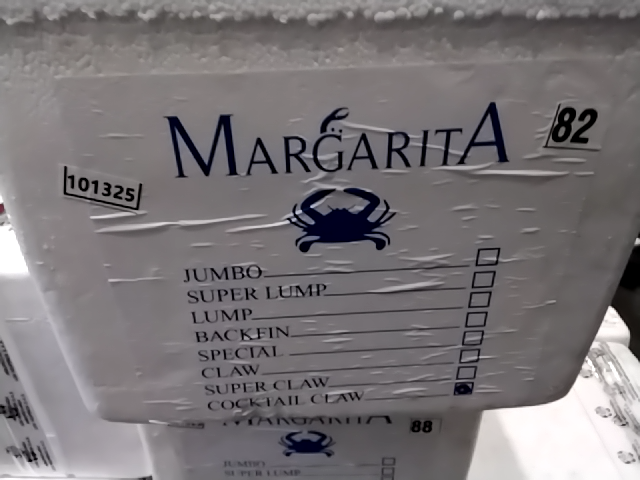 MARGARITA
82
101325
JUMBO
SUPER LUMP
LUMP
BACKFIN
SPECIAL
CLAW
SUPER CLAW
COCKTAIL CLAW
MARGARITA
88
JUMBO
SUPER LUMP